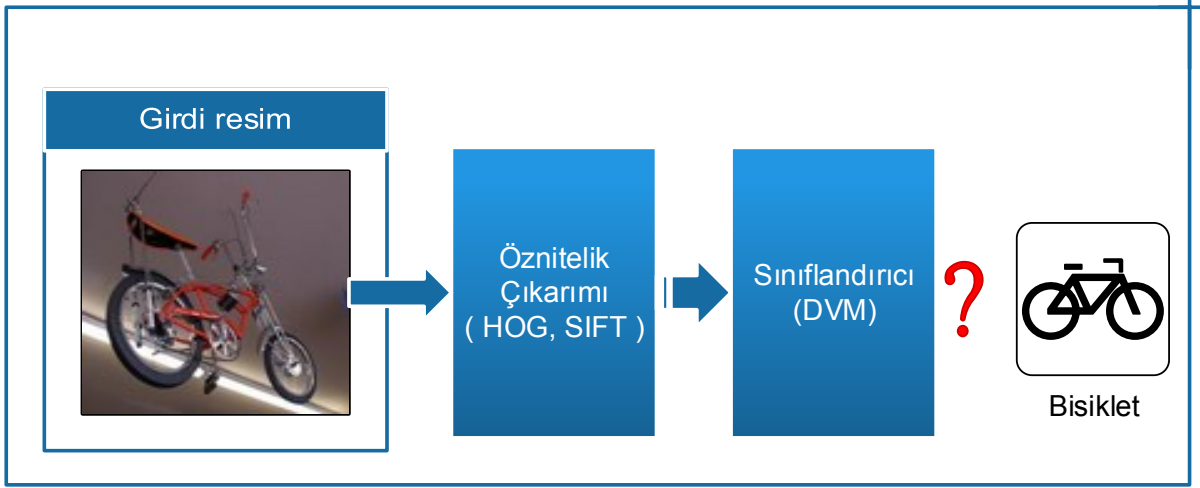 Girdi resim
Öznitelik
Çıkarımı
( HOG, SIFT )
Sınıflandırıcı
(DVM)
?
Bisiklet